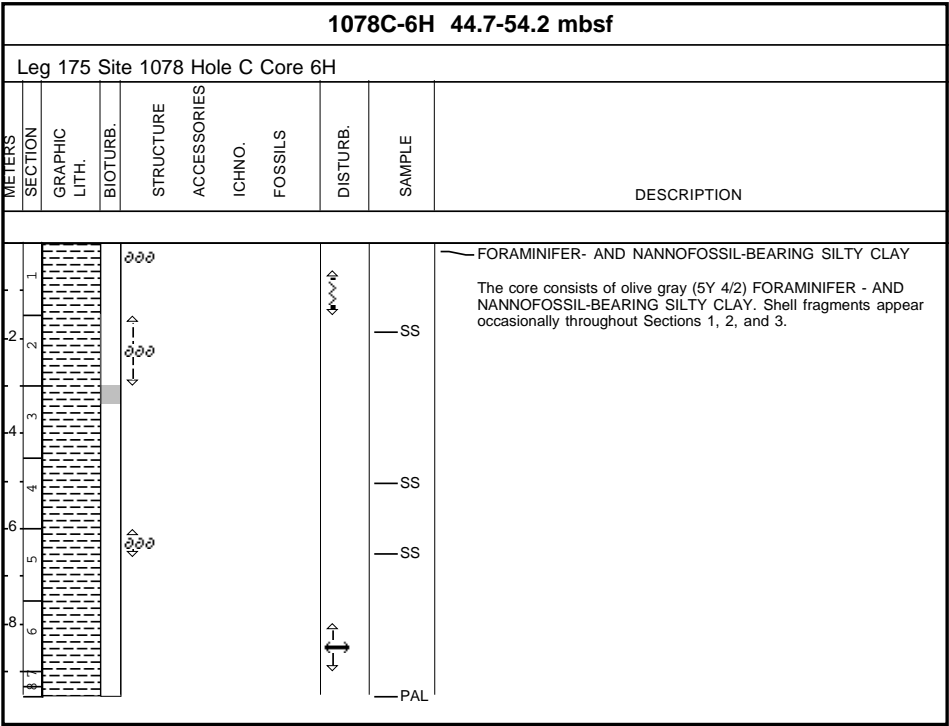 1078C-6H 44.7-54.2 mbsf
Leg 175 Site 1078 Hole C Core 6H
METERS
SECTION
GRAPHIC
LITH.
BIOTURB.
STRUCTURE
ACCESSORIES
ICHNO.
FOSSILS
DISTURB.
SAMPLE
DESCRIPTION
FORAMINIFER- AND NANNOFOSSIL-BEARING SILTY CLAY
1
The core consists of olive gray (5Y 4/2) FORAMINIFER - AND
NANNOFOSSIL-BEARING SILTY CLAY. Shell fragments appear
occasionally throughout Sections 1, 2, and 3.
2
2
SS
3
4
4
SS
6
5
SS
8
6
7
8
PAL